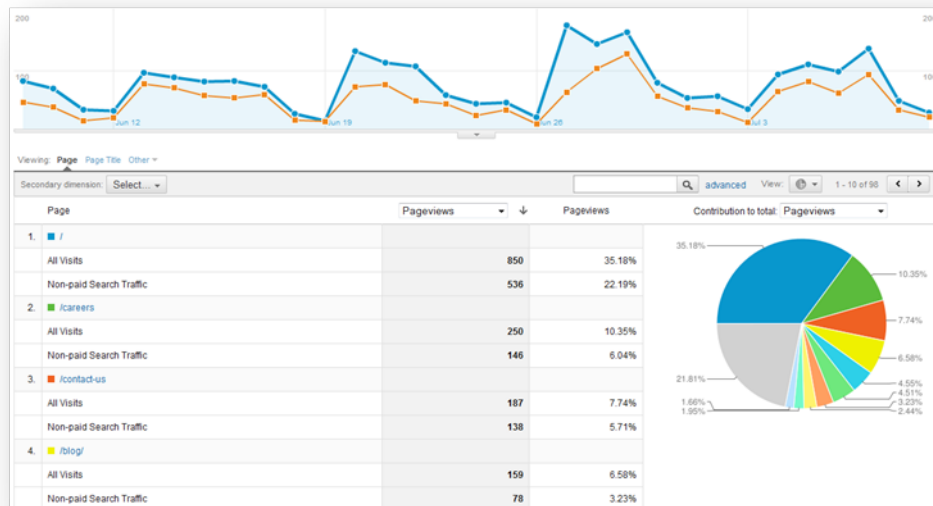 200 20
100 10
Jun 12 Jun 19 Jun 26 Jul 3
Viewing: Page Page Title Other
Secondary dimension: Select... advanced View: 1 - 10 of 98
Page Pageviews Pageviews Contribution to total: Pageviews
1. /
All Visits 850 35.18%
Non-paid Search Traffic 536 22.19%
2. /careers
All Visits 250 10.35%
Non-paid Search Traffic 146 6.04%
3. /contact-us
All Visits 187 7.74%
Non-paid Search Traffic 138 5.71%
4. /blog/
All Visits 159 6.58%
Non-paid Search Traffic 78 3.23%
35.18%
10.35%
7.74%
6.58%
4.55%
4.51%
3.23%
2.44%
21.81%
1.66%
1.95%